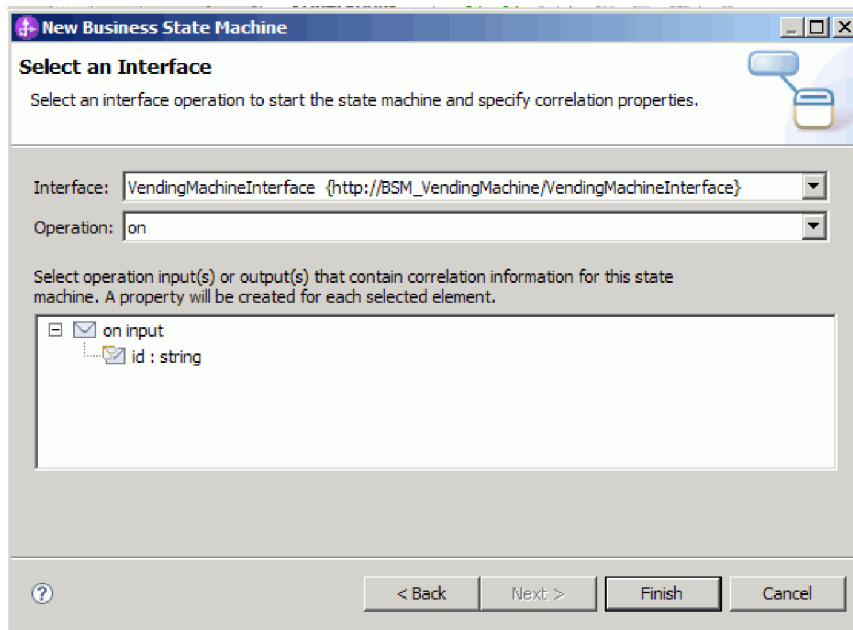 New Business State Machine
Select an Interface
Select an interface operation to start the state machine and specify correlation properties.
Interface: VendingMachineInterface {http://BSM_VendingMachine/VendingMachineInterface}
Operation: on
Select operation input(s) or output(s) that contain correlation information for this state
machine. A property will be created for each selected element.
on input
id : string
? < Back Next > Finish Cancel